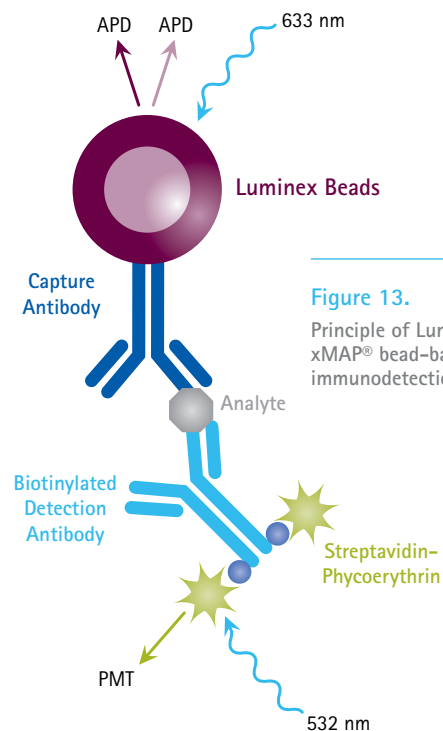 APD
APD
633 nm
Luminex Beads
Capture
Antibody
Figure 13.
Principle of Lum
xMAP® bead-ba
immunodetectio
Analyte
Biotinylated
Detection
Antibody
Streptavidin-
Phycoerythrin
PMT
532 nm